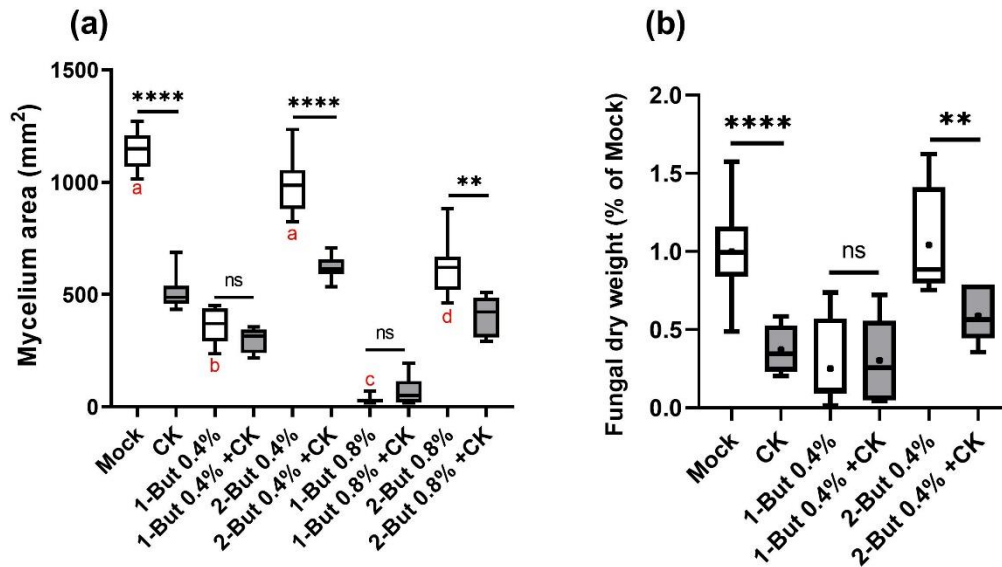 (a)
Mycelium area (mm²)
1500
1000
500
0
****
ns
****
ns
**
a
b
a
c
d
Mock
CK
1-But 0.4%
1-But 0.4% +CK
2-But 0.4%
2-But 0.4% +CK
1-But 0.8%
1-But 0.8% +CK
2-But 0.8%
2-But 0.8% +CK
(b)
Fungal dry weight (% of Mock)
2.0
1.5
1.0
0.5
0.0
****
ns
**
Mock
CK
1-But 0.4%
1-But 0.4% +CK
2-But 0.4%
2-But 0.4% +CK